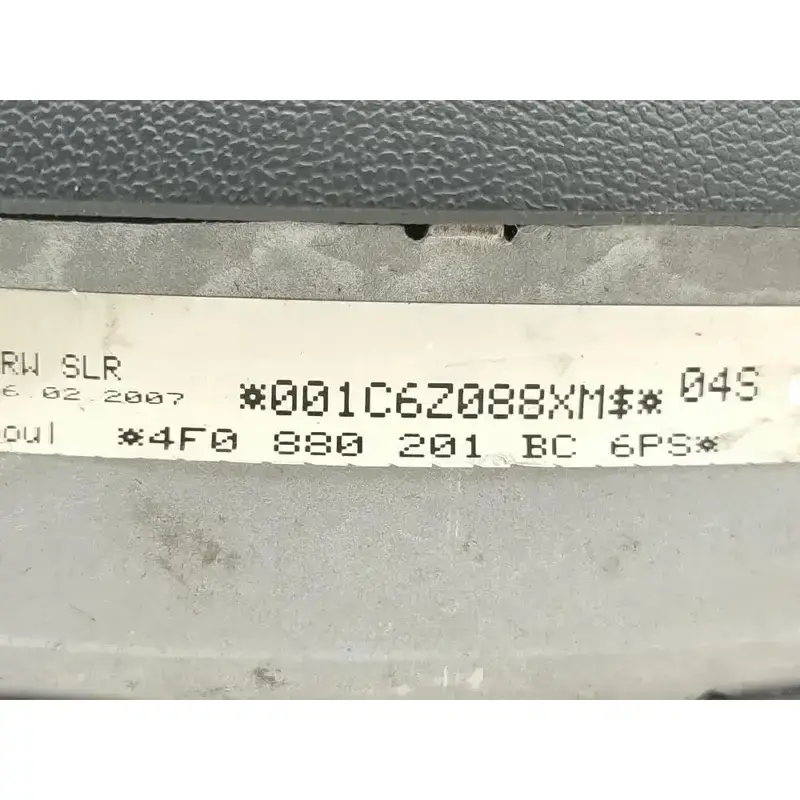 RW SLR
6.02.2007 *001C6Z088XM$* 04S
oul *4F0 880 201 BC 6PS*